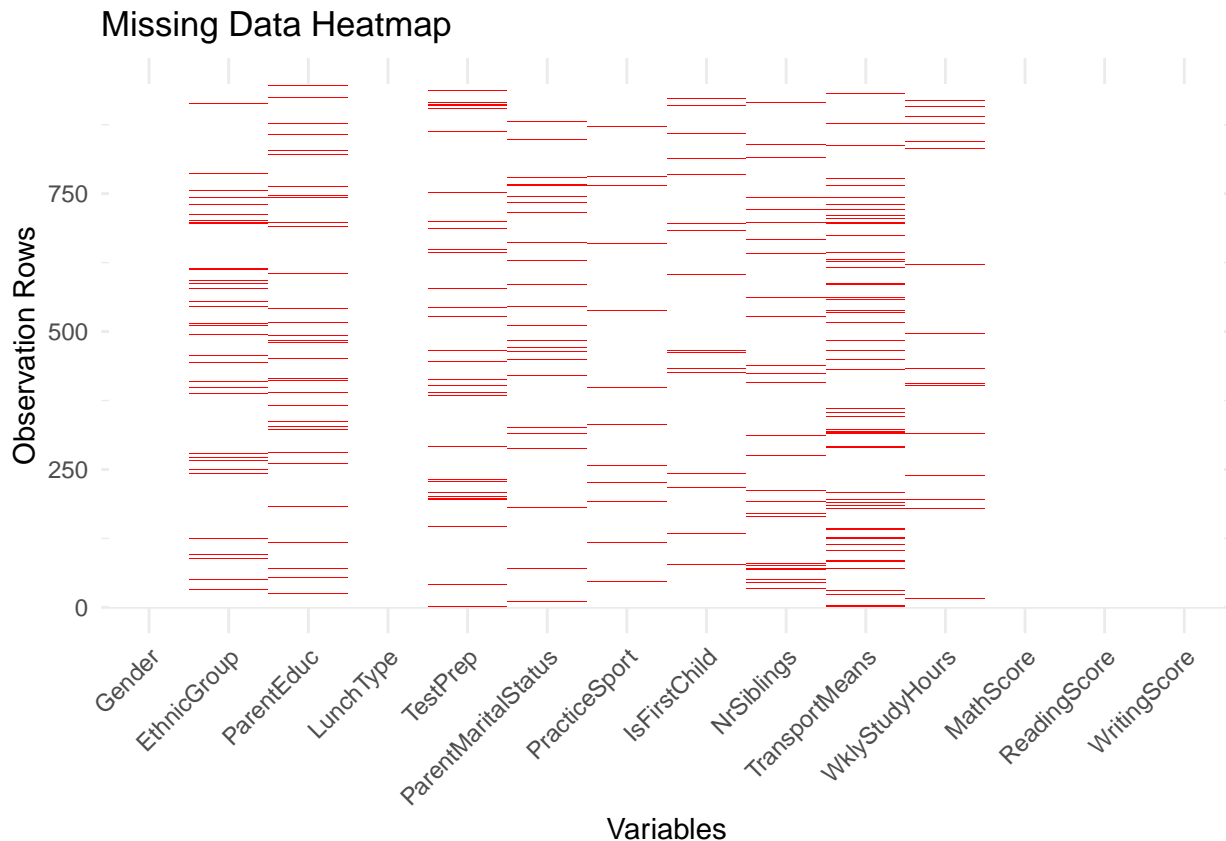 Missing Data Heatmap
Observation Rows
750
500
250
0
Gender
EthnicGroup
ParentEduc
LunchType
TestPrep
ParentMaritalStatus
PracticeSport
IsFirstChild
NrSiblings
TransportMeans
WklyStudyHours
MathScore
ReadingScore
WritingScore
Variables